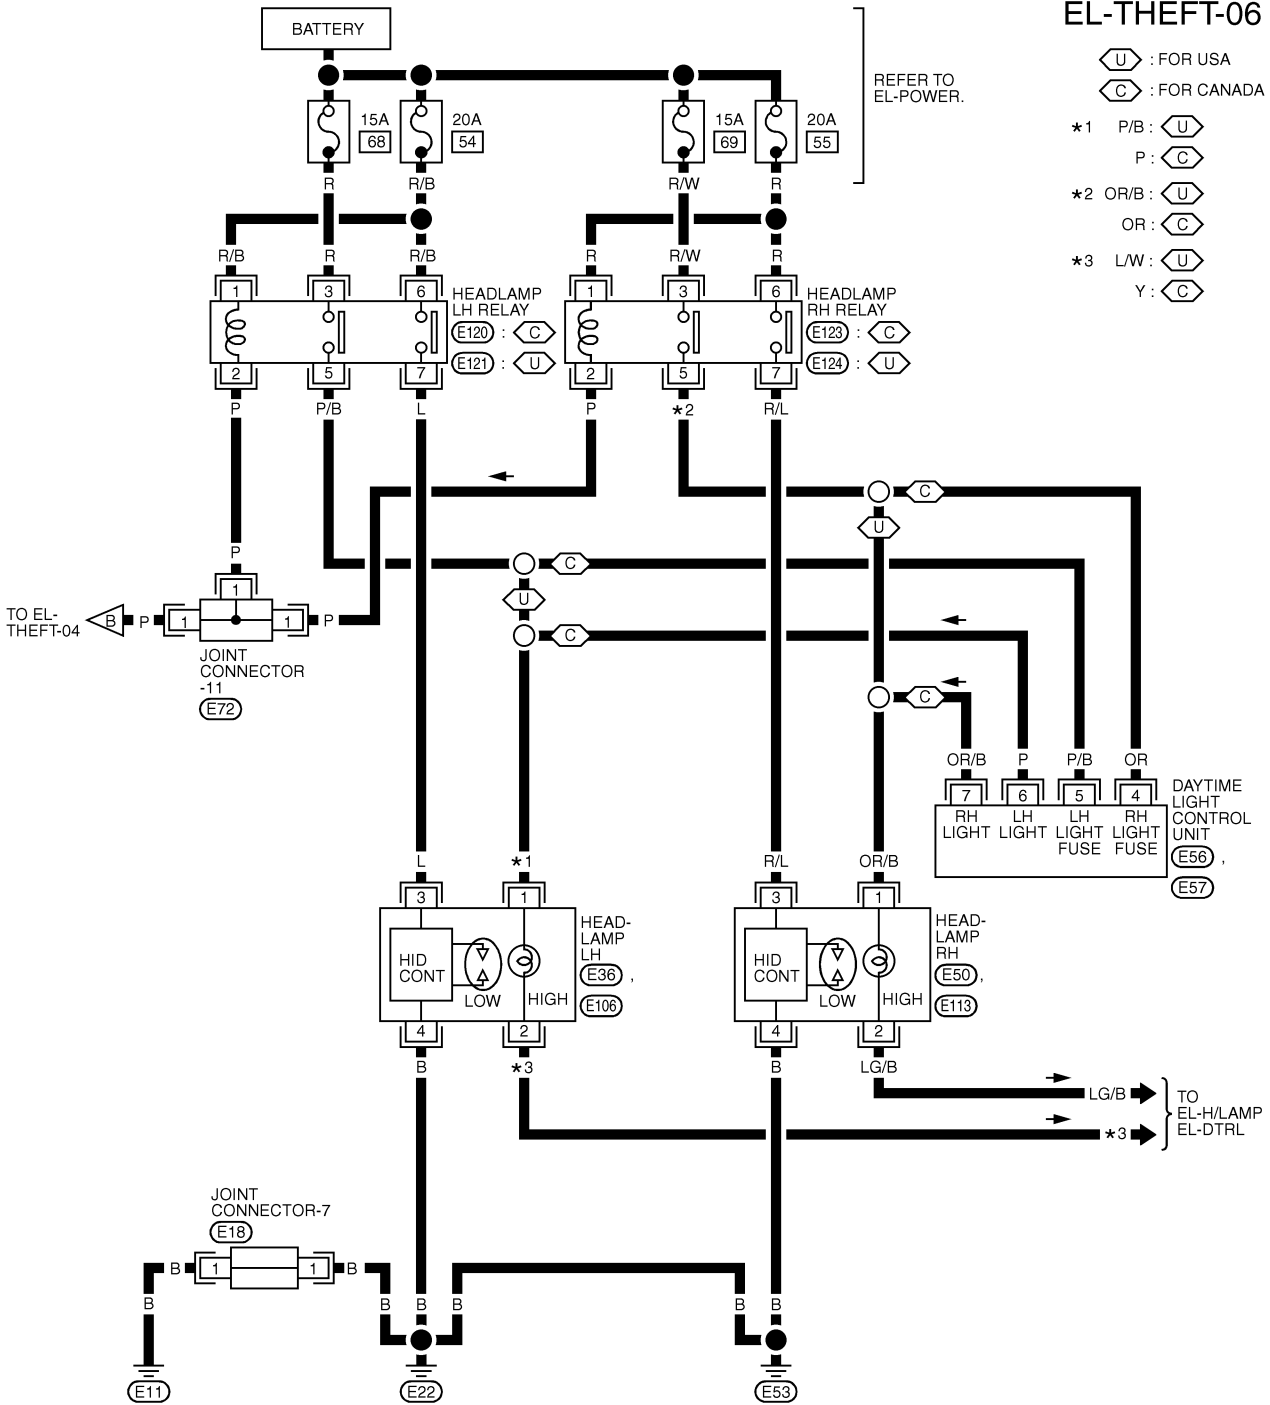 EL-THEFT-06
BATTERY
REFER TO
EL-POWER.
U : FOR USA
C : FOR CANADA
*1 P/B : U
P : C
*2 OR/B : U
OR : C
*3 L/W : U
Y : C
15A 20A 15A 20A
68 54 69 55
R R/B R/W R
R/B R R/B R R/W R
1 3 6 1 3 6
HEADLAMP
LH RELAY
E120 : C
E121 : U
HEADLAMP
RH RELAY
E123 : C
E124 : U
2 5 7 2 5 7
P P/B L P *2 R/L
C
U
P
C
U
C
C
1
TO EL-
THEFT-04
B P 1 1 P
JOINT
CONNECTOR
-11
E72
OR/B P P/B OR
7 6 5 4
RH
LIGHT
LH
LIGHT
LH
LIGHT
FUSE
RH
LIGHT
FUSE
DAYTIME
LIGHT
CONTROL
UNIT
E56 ,
E57
L *1 R/L OR/B
3 1 3 1
HID
CONT
LOW
HIGH
HEAD-
LAMP
LH
E36 ,
E106
HID
CONT
LOW
HIGH
HEAD-
LAMP
RH
E50 ,
E113
4 2 4 2
B *3 B LG/B
LG/B
*3
TO
EL-H/LAMP
EL-DTRL
JOINT
CONNECTOR-7
E18
B 1 1 B
B B B B B B
E11 E22 E53